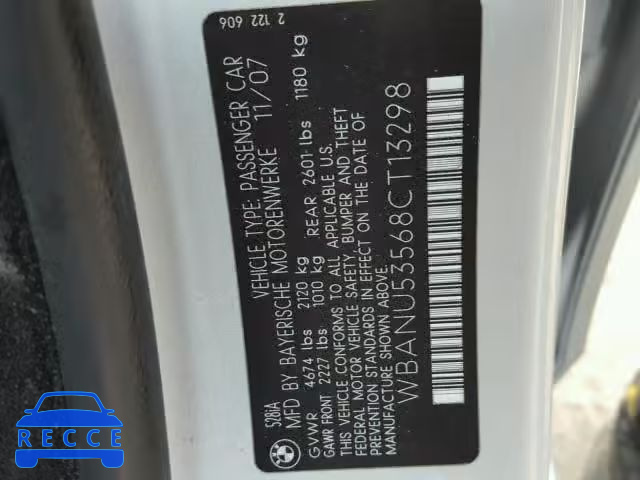 2 122 606
528iA
VEHICLE TYPE: PASSENGER CAR
MFD BY BAYERISCHE MOTORENWERKE 11/07
GVWR 4674 lbs 2120 kg
GAWR FRONT 2227 lbs 1010 kg REAR 2601 lbs 1180 kg
THIS VEHICLE CONFORMS TO ALL APPLICABLE U.S.
FEDERAL MOTOR VEHICLE SAFETY, BUMPER AND THEFT
PREVENTION STANDARDS IN EFFECT ON THE DATE OF
MANUFACTURE SHOWN ABOVE.
WBANU53568CT13298
RECCE